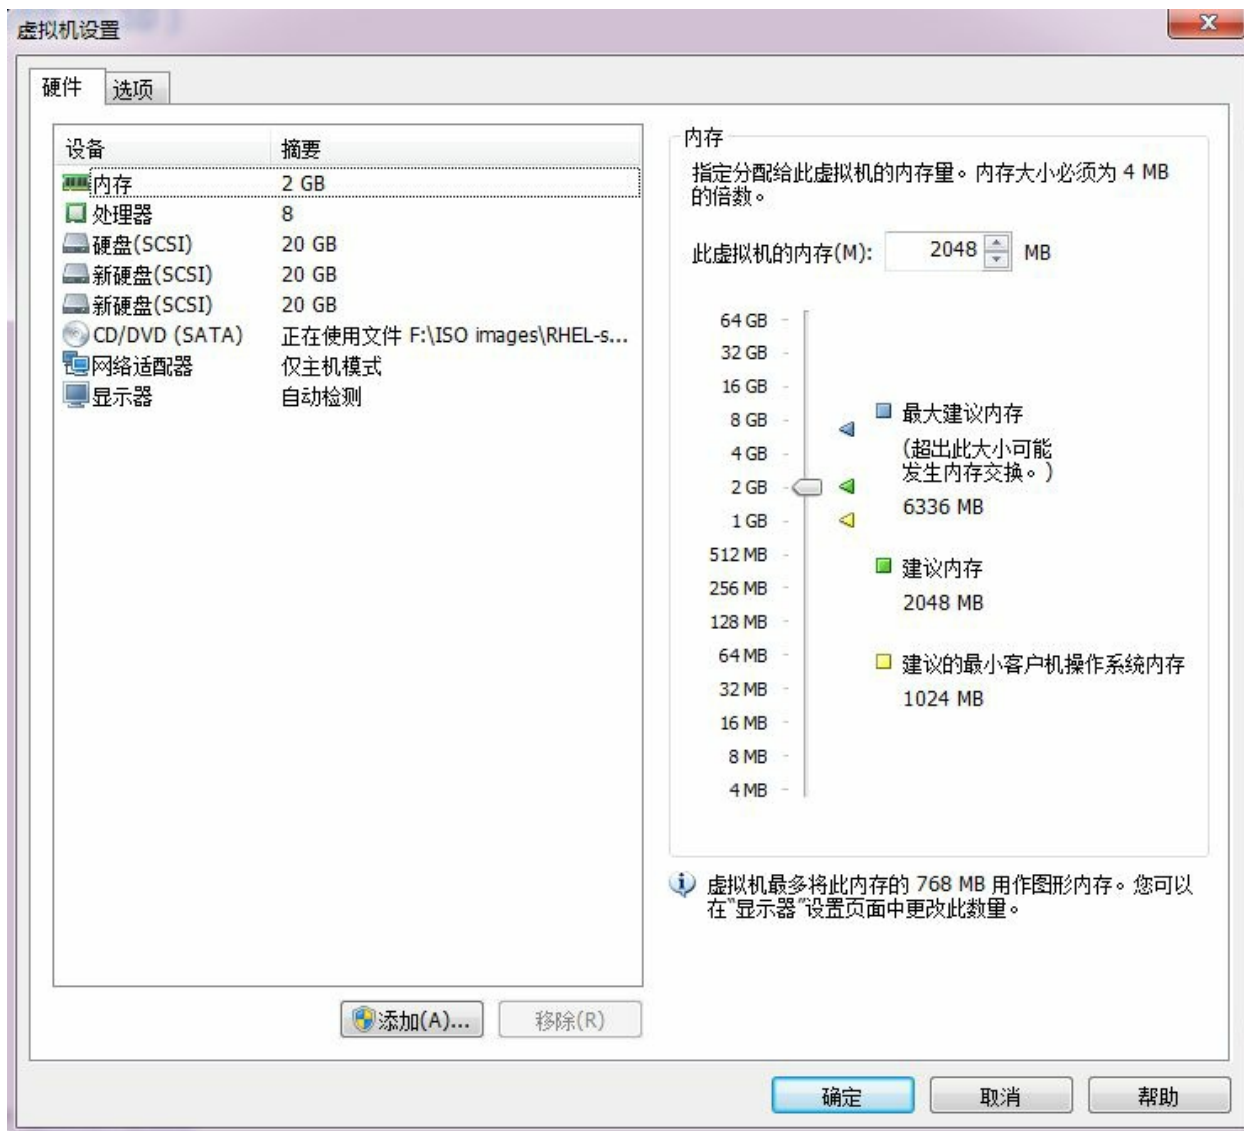 虚拟机设置
硬件 选项
设备 摘要
内存 2 GB
处理器 8
硬盘(SCSI) 20 GB
新硬盘(SCSI) 20 GB
新硬盘(SCSI) 20 GB
CD/DVD (SATA) 正在使用文件 F:\ISO images\RHEL-s...
网络适配器 仅主机模式
显示器 自动检测
添加(A)... 移除(R)
内存
指定分配给此虚拟机的内存量。内存大小必须为 4 MB
的倍数。
此虚拟机的内存(M): 2048 MB
64 GB
32 GB
16 GB
8 GB
4 GB
2 GB
1 GB
512 MB
256 MB
128 MB
64 MB
32 MB
16 MB
8 MB
4 MB
最大建议内存
(超出此大小可能
发生内存交换。)
6336 MB
建议内存
2048 MB
建议的最小客户机操作系统内存
1024 MB
虚拟机最多将此内存的 768 MB 用作图形内存。您可以
在"显示器"设置页面中更改此数量。
确定 取消 帮助